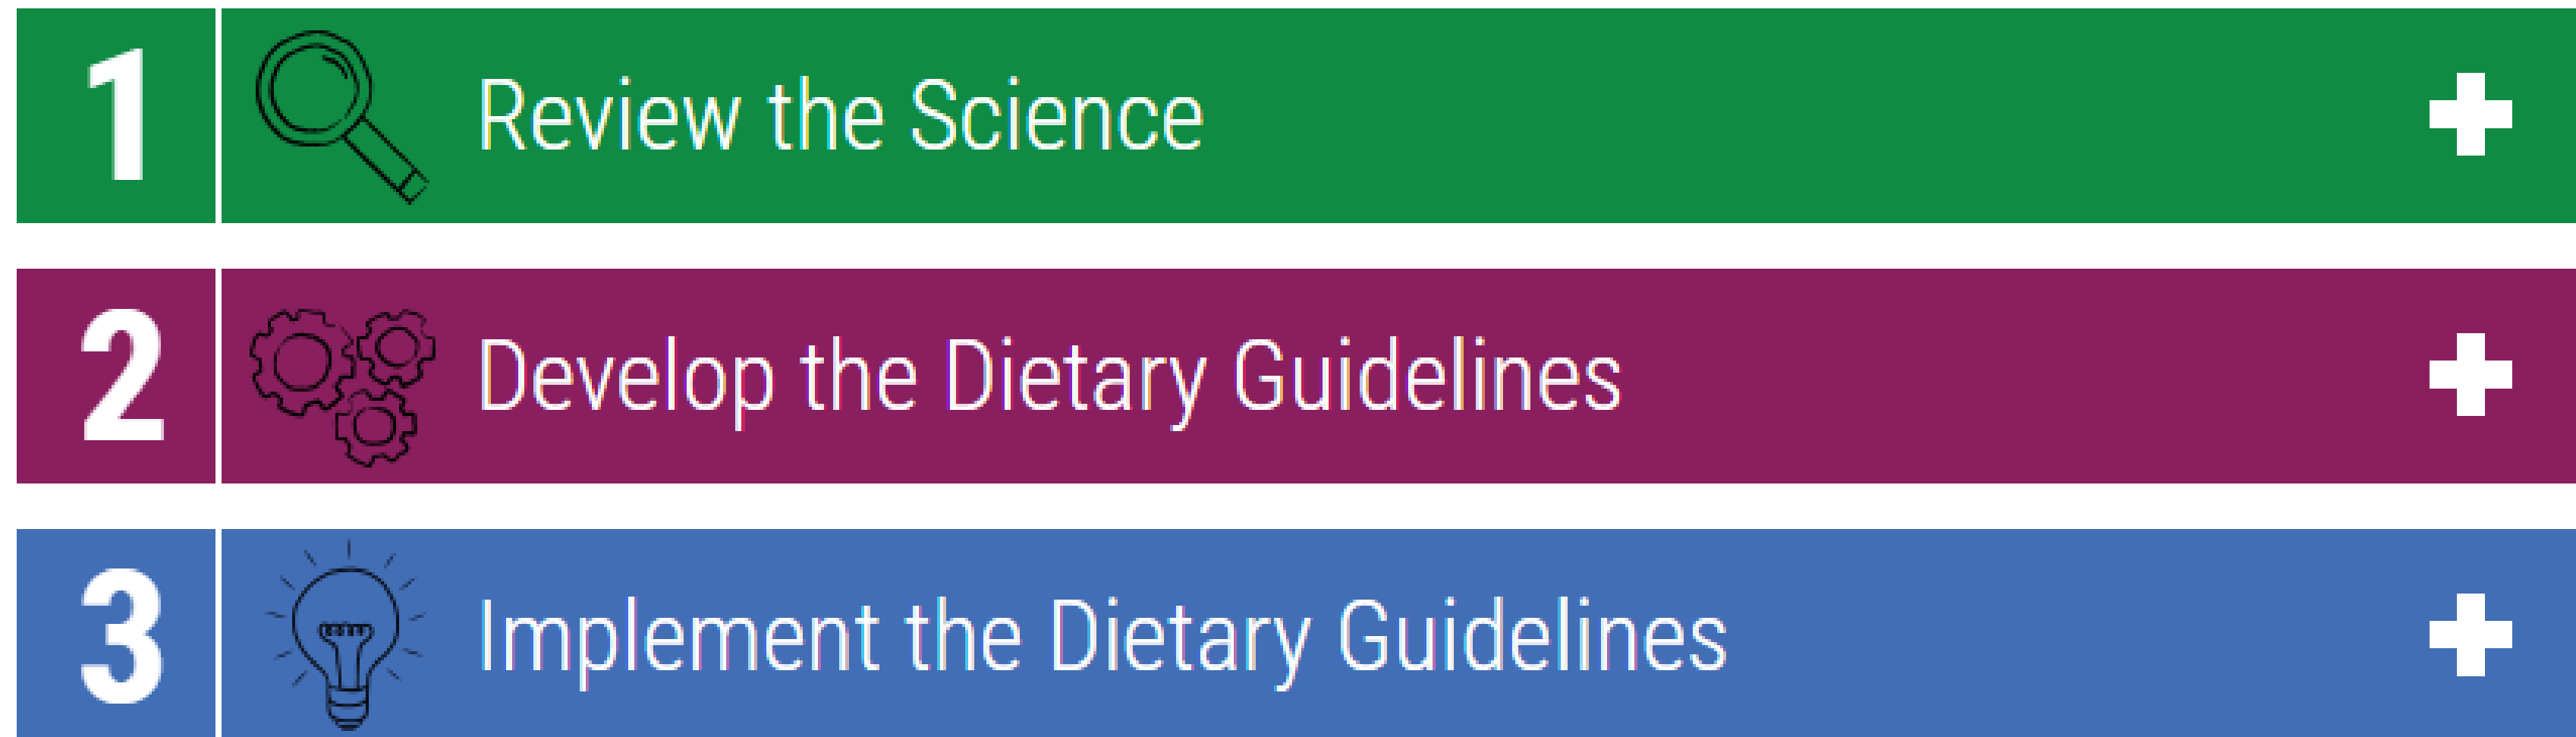 1 Review the Science
2 Develop the Dietary Guidelines
3 Implement the Dietary Guidelines